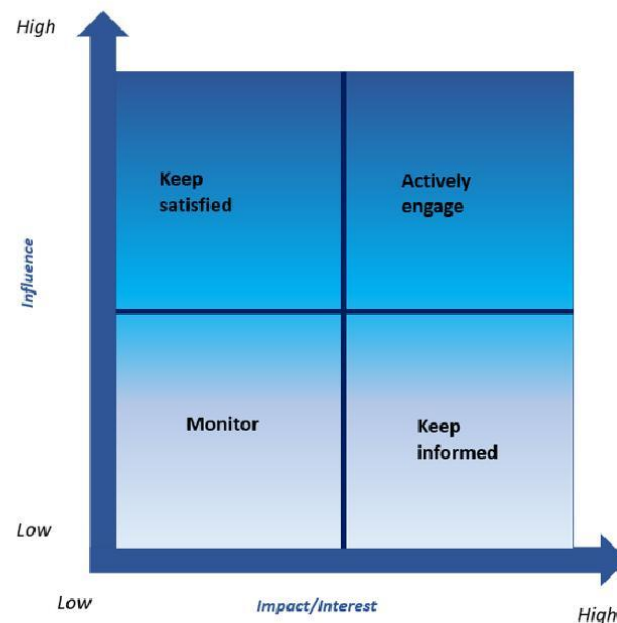 High
Keep
satisfied
Actively
engage
Influence
Monitor
Keep
informed
Low
Low
Impact/Interest
High